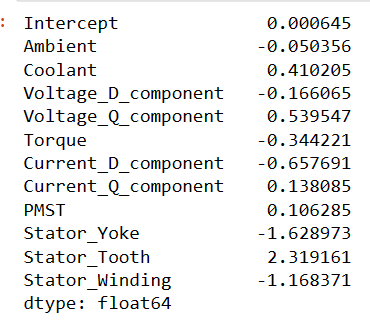 : Intercept 0.000645
Ambient -0.050356
Coolant 0.410205
Voltage_D_component -0.166065
Voltage_Q_component 0.539547
Torque -0.344221
Current_D_component -0.657691
Current_Q_component 0.138085
PMST 0.106285
Stator_Yoke -1.628973
Stator_Tooth 2.319161
Stator_Winding -1.168371
dtype: float64